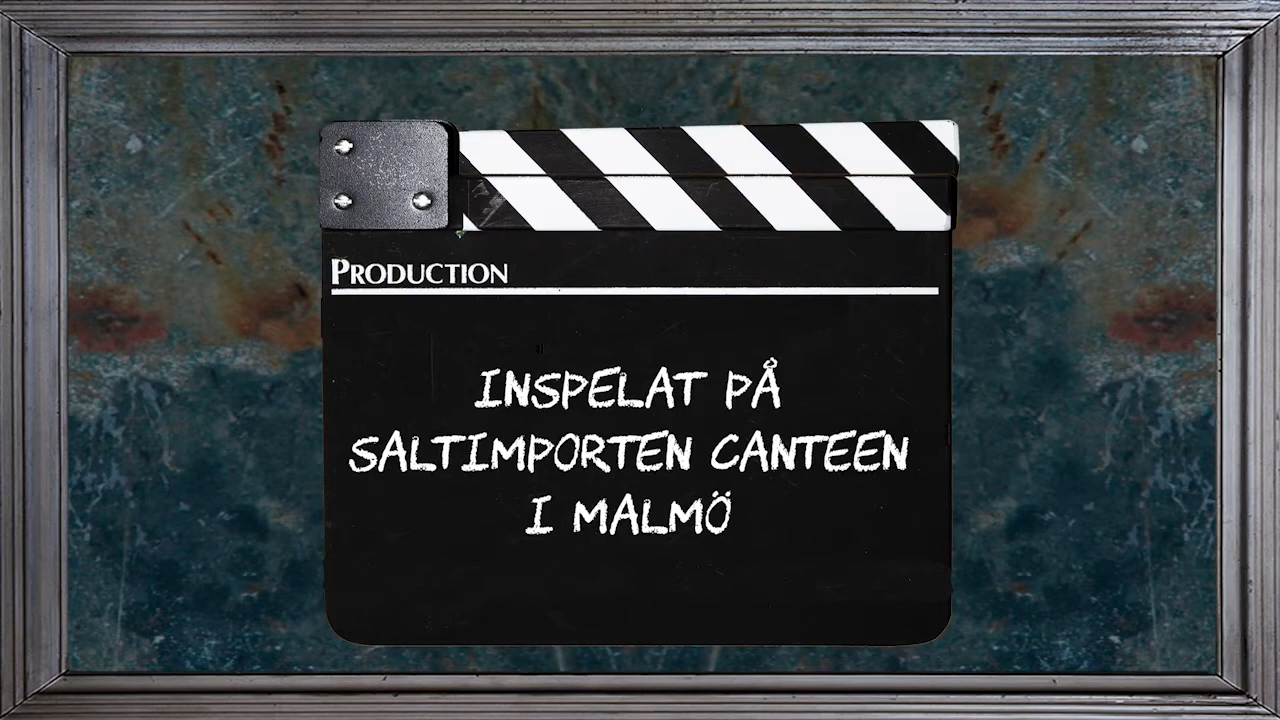 PRODUCTION
INSPELAT PÅ
SALTIMPORTEN CANTEEN
I MALMÖ